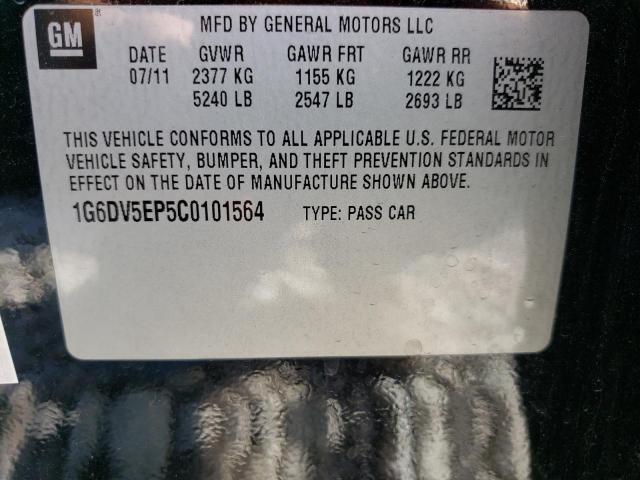 GM
®
MFD BY GENERAL MOTORS LLC
DATE GVWR GAWR FRT GAWR RR
07/11 2377 KG 1155 KG 1222 KG
5240 LB 2547 LB 2693 LB
THIS VEHICLE CONFORMS TO ALL APPLICABLE U.S. FEDERAL MOTOR
VEHICLE SAFETY, BUMPER, AND THEFT PREVENTION STANDARDS IN
EFFECT ON THE DATE OF MANUFACTURE SHOWN ABOVE.
1G6DV5EP5C0101564 TYPE: PASS CAR